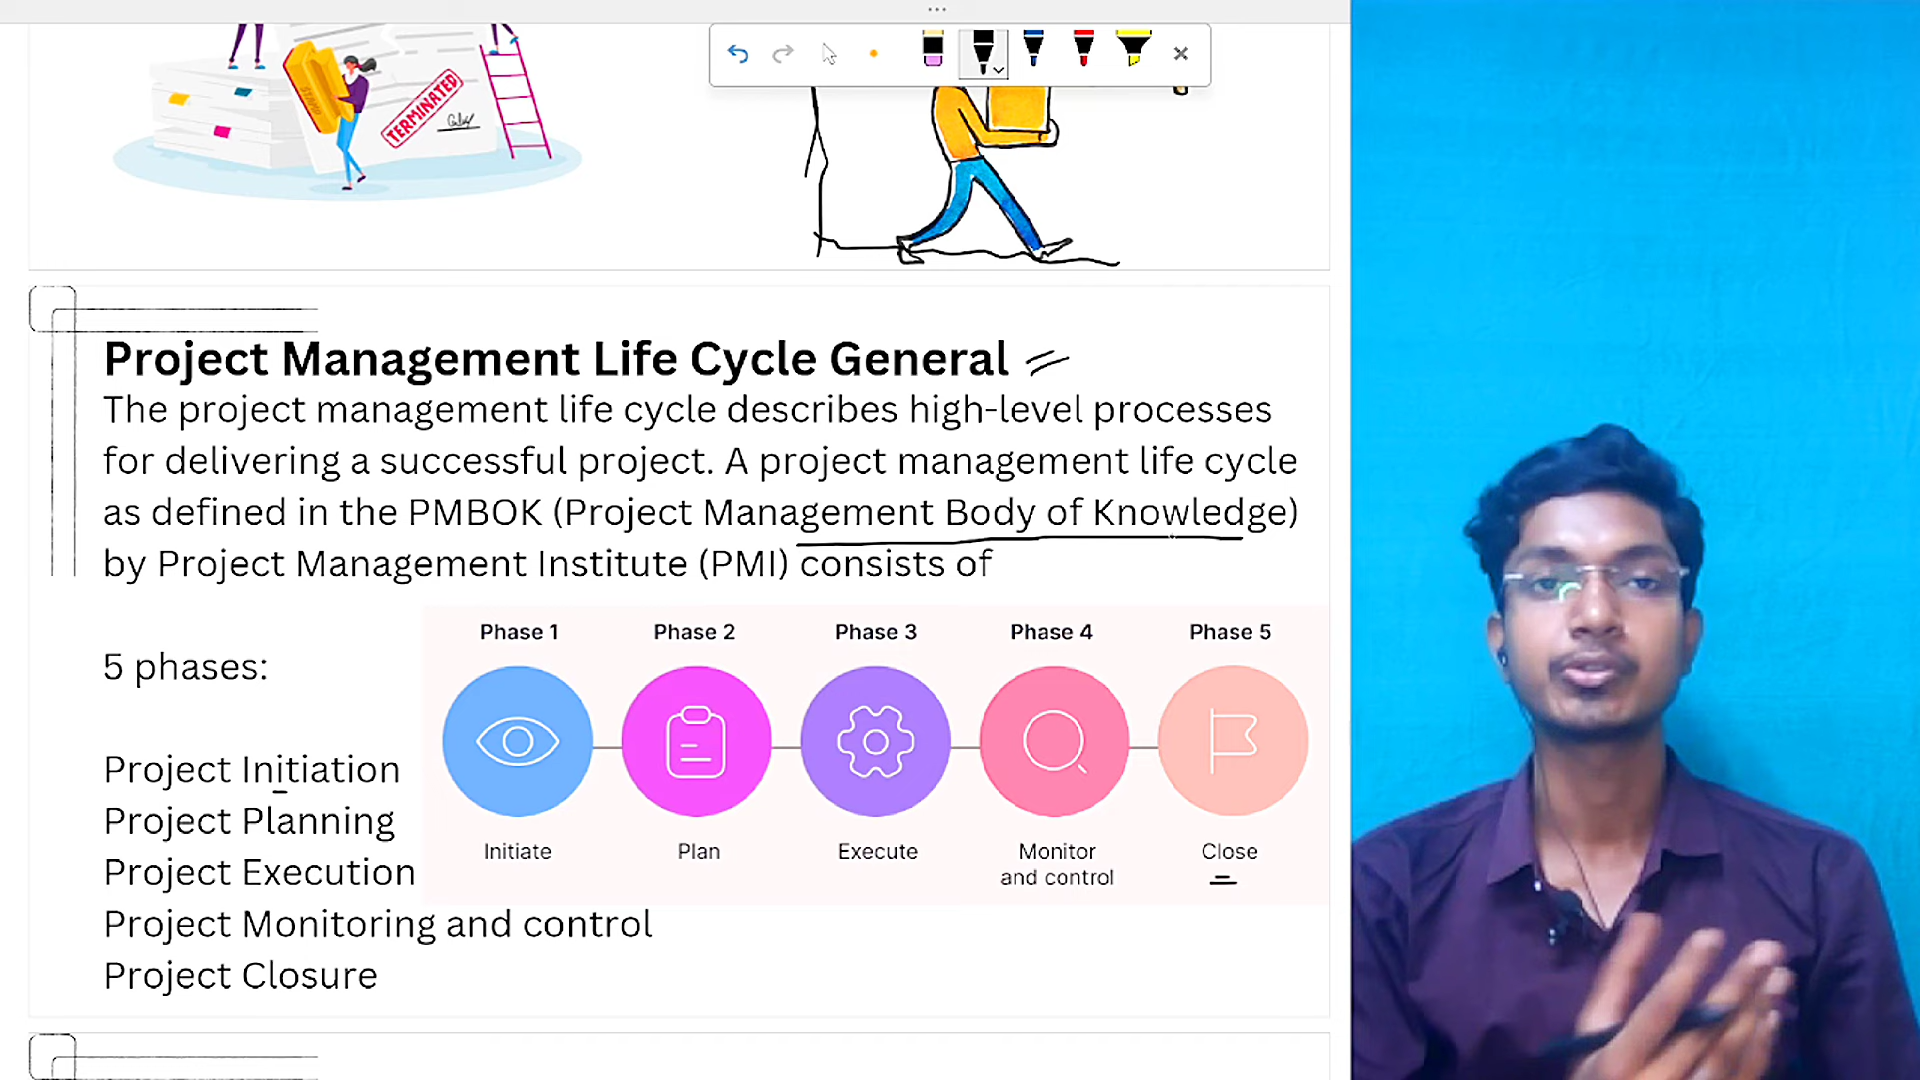 STAMP
TERMINATED
Project Management Life Cycle General
The project management life cycle describes high-level processes
for delivering a successful project. A project management life cycle
as defined in the PMBOK (Project Management Body of Knowledge)
by Project Management Institute (PMI) consists of
5 phases:
Phase 1 Phase 2 Phase 3 Phase 4 Phase 5
Initiate Plan Execute Monitor and control Close
Project Initiation
Project Planning
Project Execution
Project Monitoring and control
Project Closure